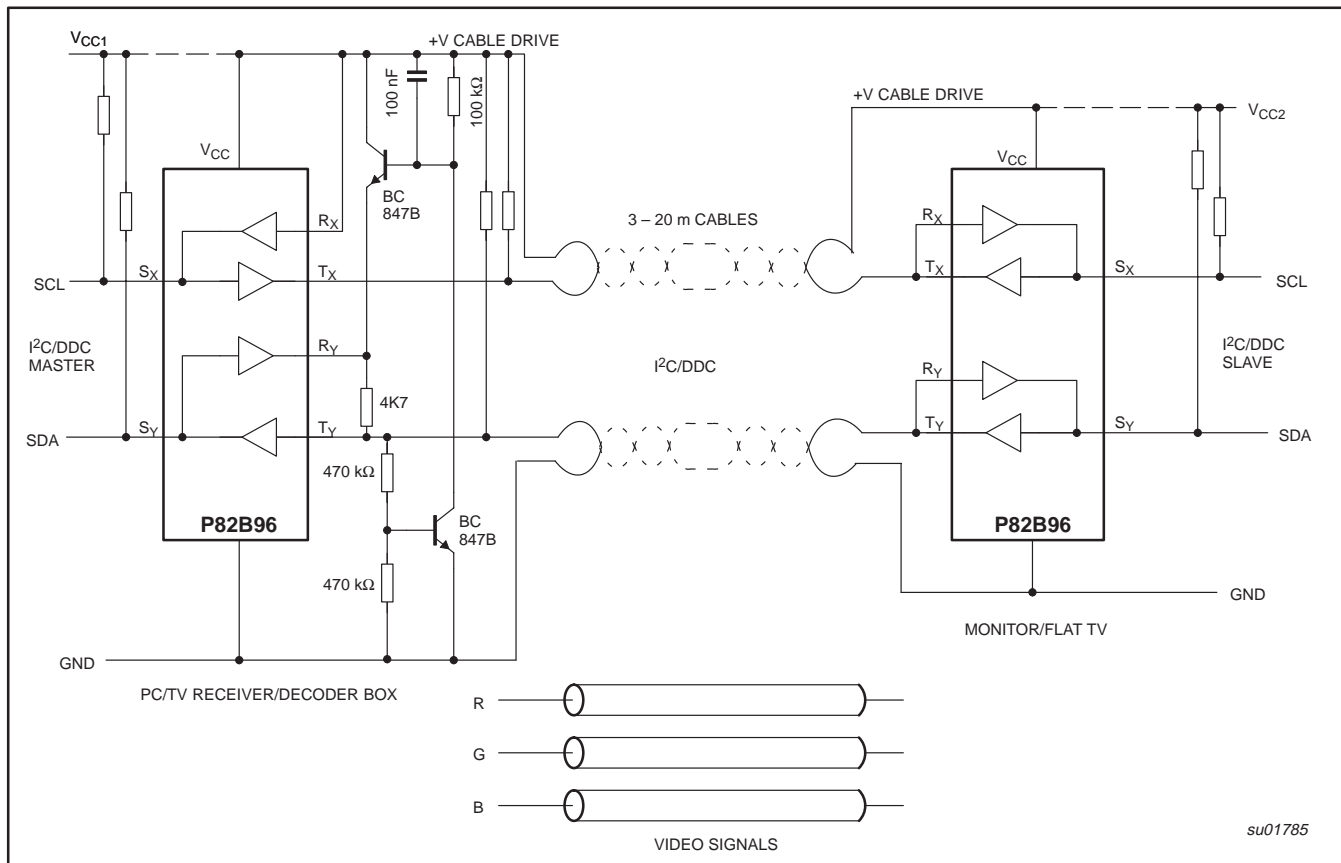 VCC1
+V CABLE DRIVE
100 nF
100 kΩ
+V CABLE DRIVE
VCC2
VCC
VCC
BC
847B
3 – 20 m CABLES
RX
RX
SX
TX
TX
SX
SCL
SCL
I²C/DDC
MASTER
RY
I²C/DDC
RY
I²C/DDC
SLAVE
4K7
SDA
SY
TY
TY
SY
SDA
470 kΩ
BC
847B
P82B96
P82B96
470 kΩ
GND
MONITOR/FLAT TV
GND
PC/TV RECEIVER/DECODER BOX
R
G
B
VIDEO SIGNALS
su01785